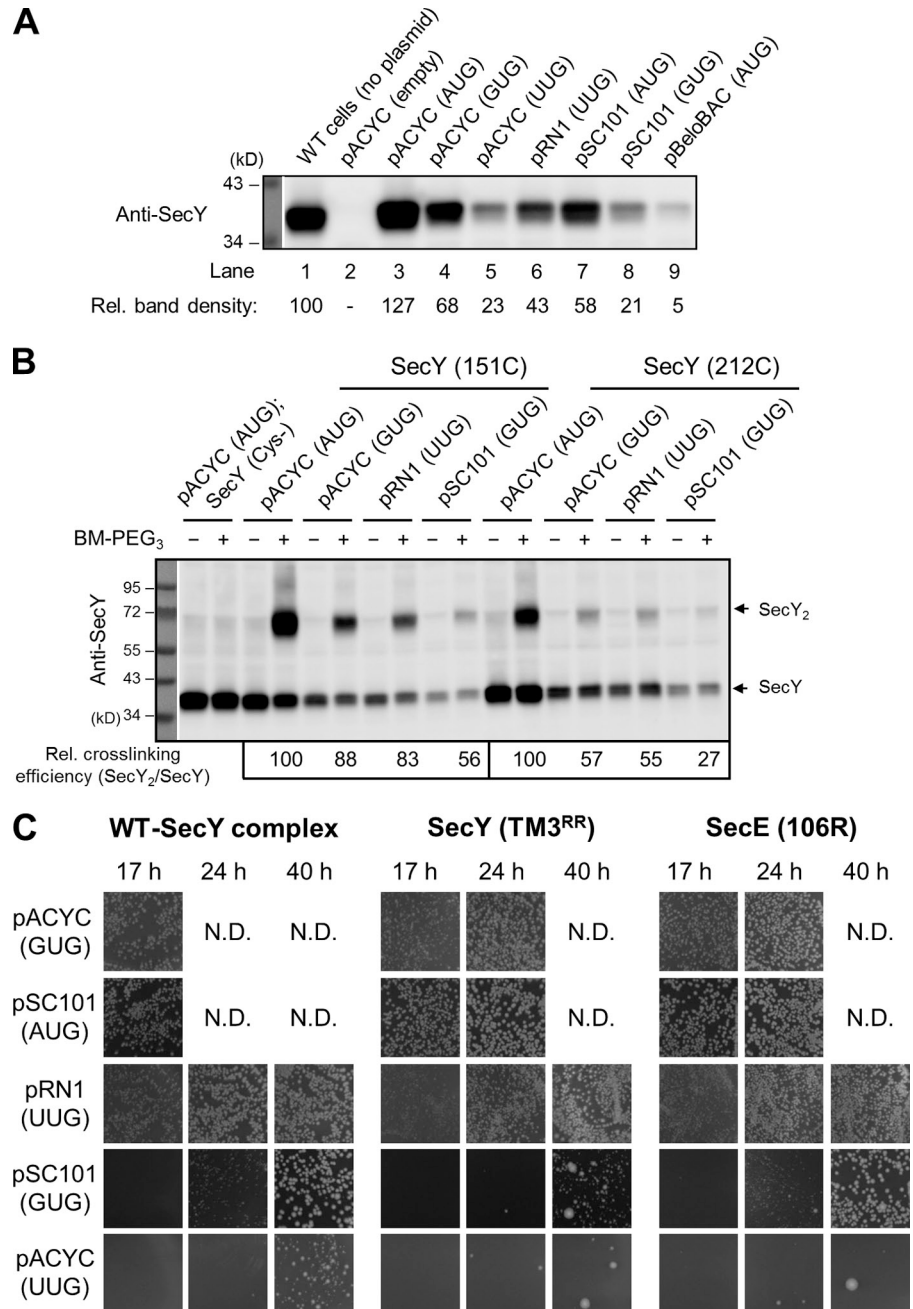 A
WT cells (no plasmid)
pACYC (empty)
pACYC (AUG)
pACYC (GUG)
pACYC (UUG)
pRN1 (UUG)
pSC101 (AUG)
pSC101 (GUG)
pBeloBAC (AUG)
(kD)
43
Anti-SecY
34
Lane 1 2 3 4 5 6 7 8 9
Rel. band density: 100 - 127 68 23 43 58 21 5
B
SecY (151C) SecY (212C)
pACYC (AUG);
SecY (Cys-)
pACYC (AUG)
pACYC (GUG)
pRN1 (UUG)
pSC101 (GUG)
pACYC (AUG)
pACYC (GUG)
pRN1 (UUG)
pSC101 (GUG)
BM-PEG₃ – + – + – + – + – + – + – + – + – +
Anti-SecY
95
72
55
43
(kD) 34
SecY₂
SecY
Rel. crosslinking
efficiency (SecY₂/SecY)
100 88 83 56 100 57 55 27
C
WT-SecY complex SecY (TM3ᴿᴿ) SecE (106R)
17 h 24 h 40 h 17 h 24 h 40 h 17 h 24 h 40 h
pACYC
(GUG)
N.D. N.D. N.D. N.D.
pSC101
(AUG)
N.D. N.D. N.D. N.D.
pRN1
(UUG)
pSC101
(GUG)
pACYC
(UUG)